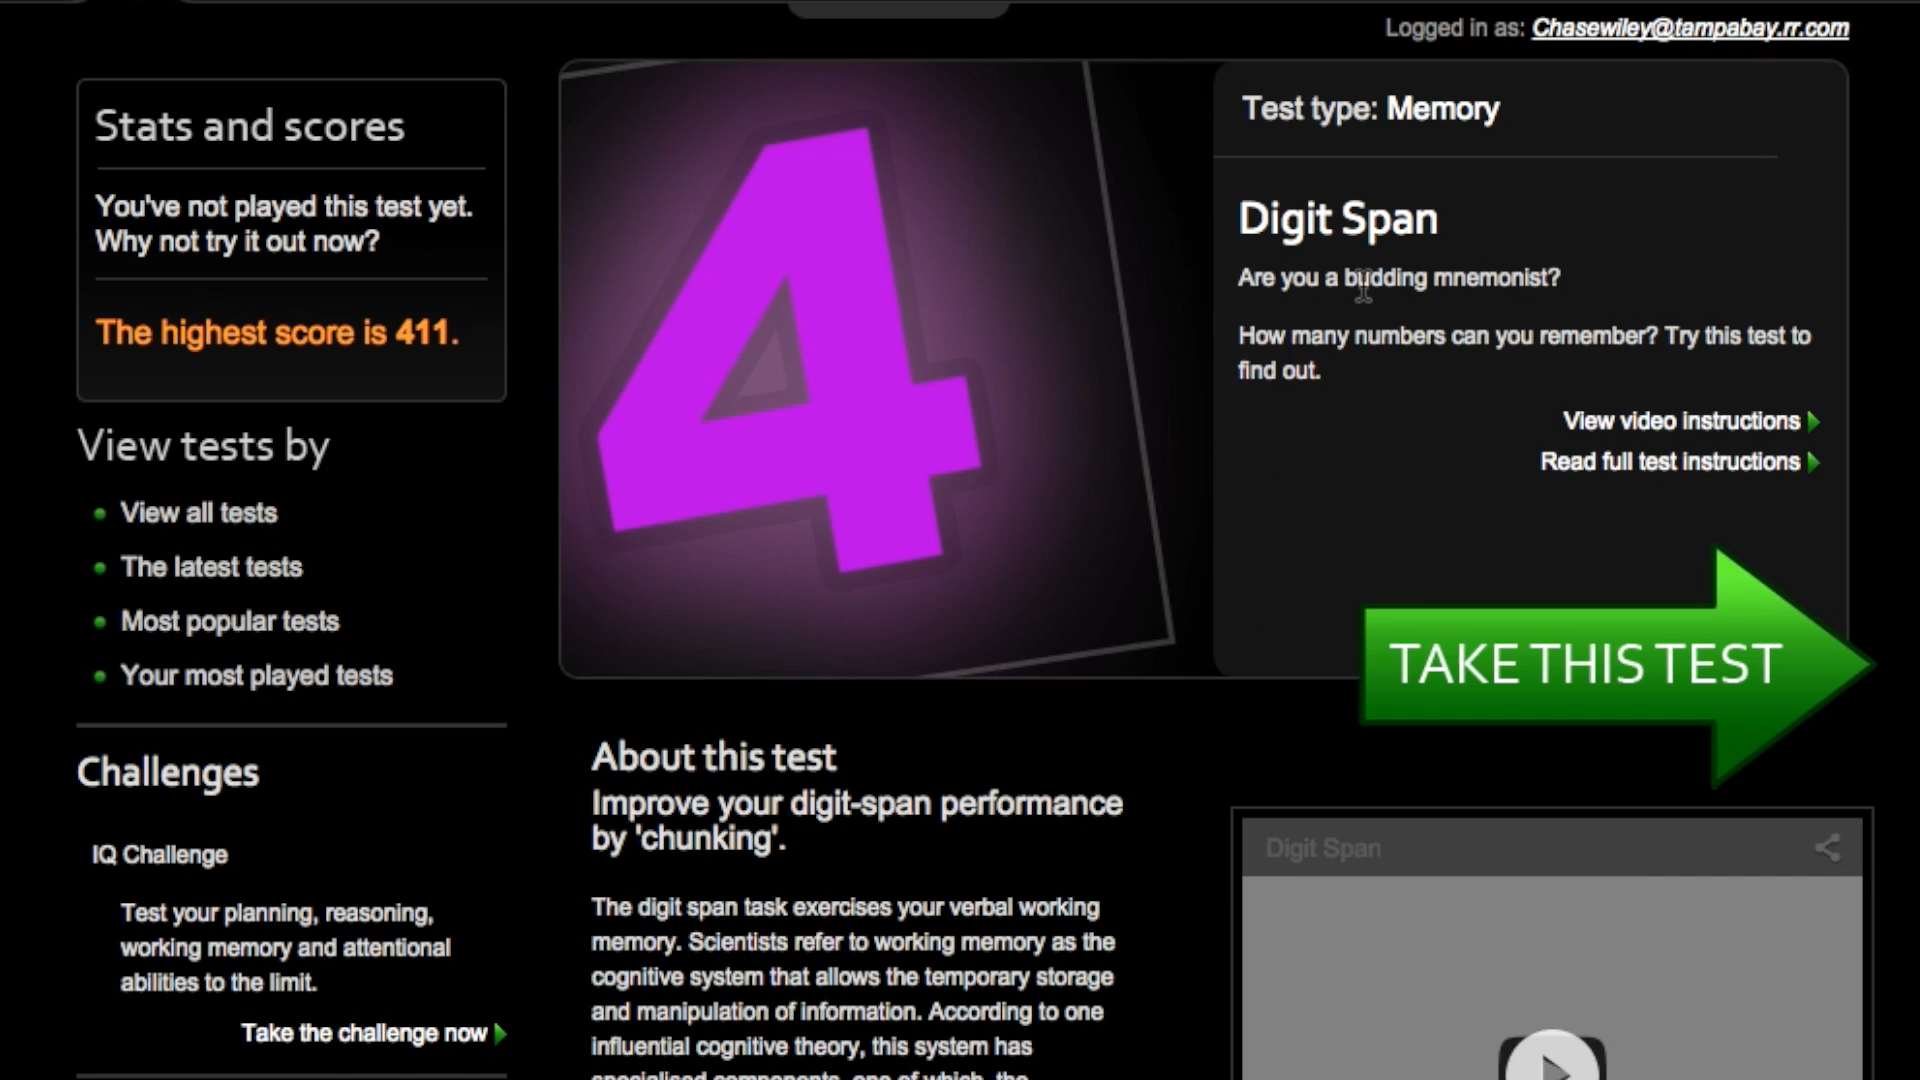 Logged in as: Chasewiley@tampabay.rr.com
Stats and scores
You've not played this test yet.
Why not try it out now?
The highest score is 411.
View tests by
View all tests
The latest tests
Most popular tests
Your most played tests
Challenges
IQ Challenge
Test your planning, reasoning,
working memory and attentional
abilities to the limit.
Take the challenge now
4
Test type: Memory
Digit Span
Are you a budding mnemonist?
How many numbers can you remember? Try this test to
find out.
View video instructions
Read full test instructions
TAKE THIS TEST
About this test
Improve your digit-span performance
by 'chunking'.
The digit span task exercises your verbal working
memory. Scientists refer to working memory as the
cognitive system that allows the temporary storage
and manipulation of information. According to one
influential cognitive theory, this system has
specialised components, one of which, the
Digit Span